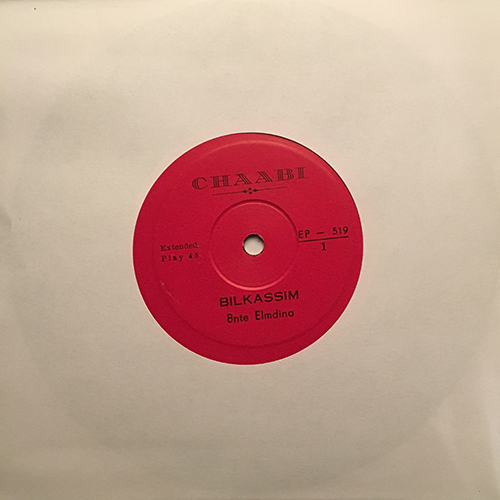 CHAABI
EP — 519
1
Extended
Play 45
BILKASSIM
Bnte Elmdina